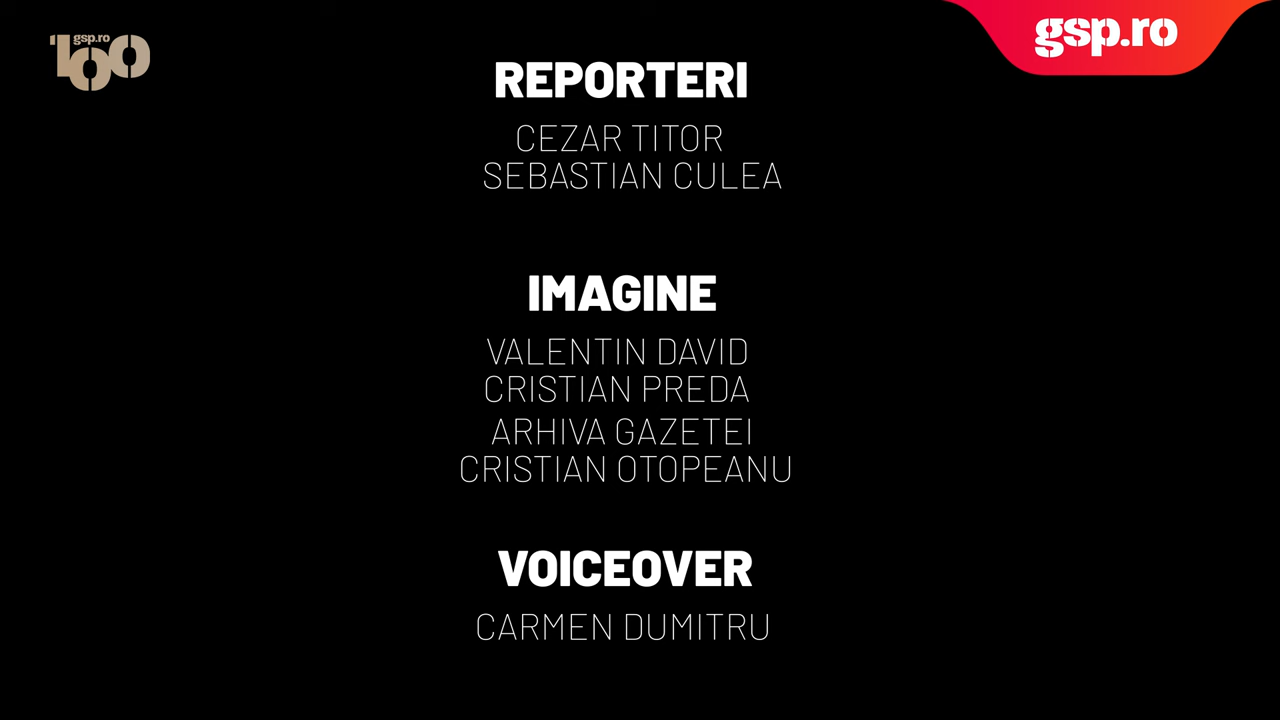 gsp.ro
100
gsp.ro
REPORTERI
CEZAR TITOR
SEBASTIAN CULEA
IMAGINE
VALENTIN DAVID
CRISTIAN PREDA
ARHIVA GAZETEI
CRISTIAN OTOPEANU
VOICEOVER
CARMEN DUMITRU